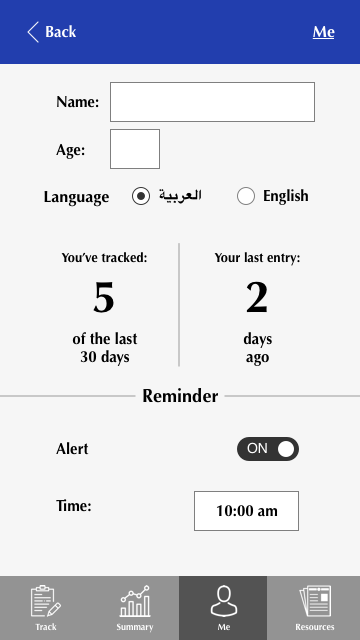 Back
Me
Name:
Age:
Language العربية English
You've tracked:
5
of the last
30 days
Your last entry:
2
days
ago
Reminder
Alert ON
Time: 10:00 am
Track Summary Me Resources